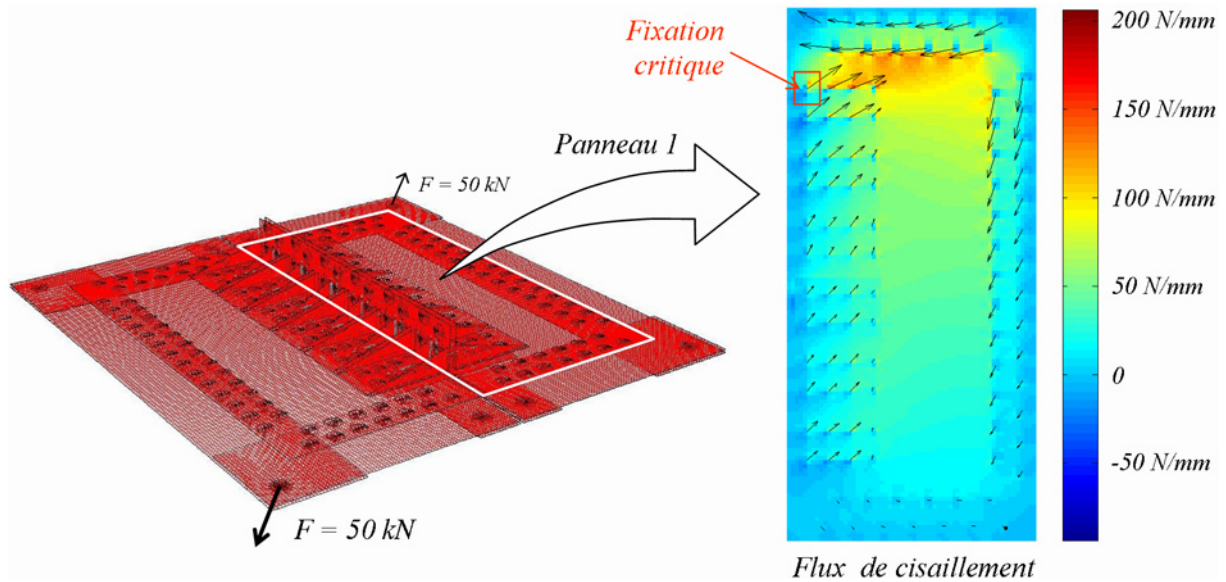 Fixation
critique
Panneau 1
F = 50 kN
F = 50 kN
200 N/mm
150 N/mm
100 N/mm
50 N/mm
0
-50 N/mm
Flux de cisaillement